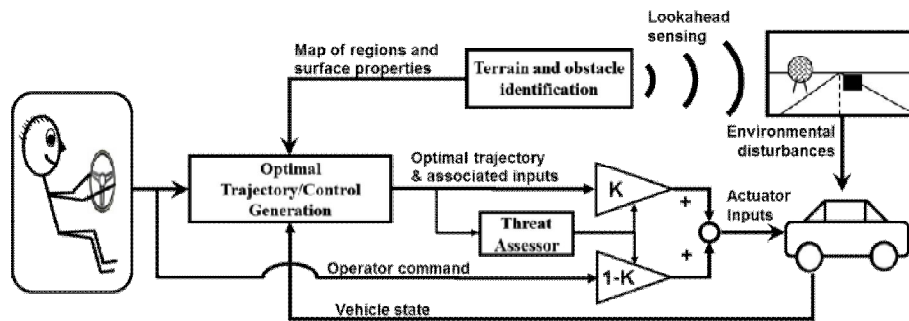 Lookahead
sensing
Map of regions and
surface properties
Terrain and obstacle
identification
Environmental
disturbances
Optimal
Trajectory/Control
Generation
Optimal trajectory
& associated inputs
K
+
Actuator
Inputs
Threat
Assessor
+
Operator command
1-K
Vehicle state